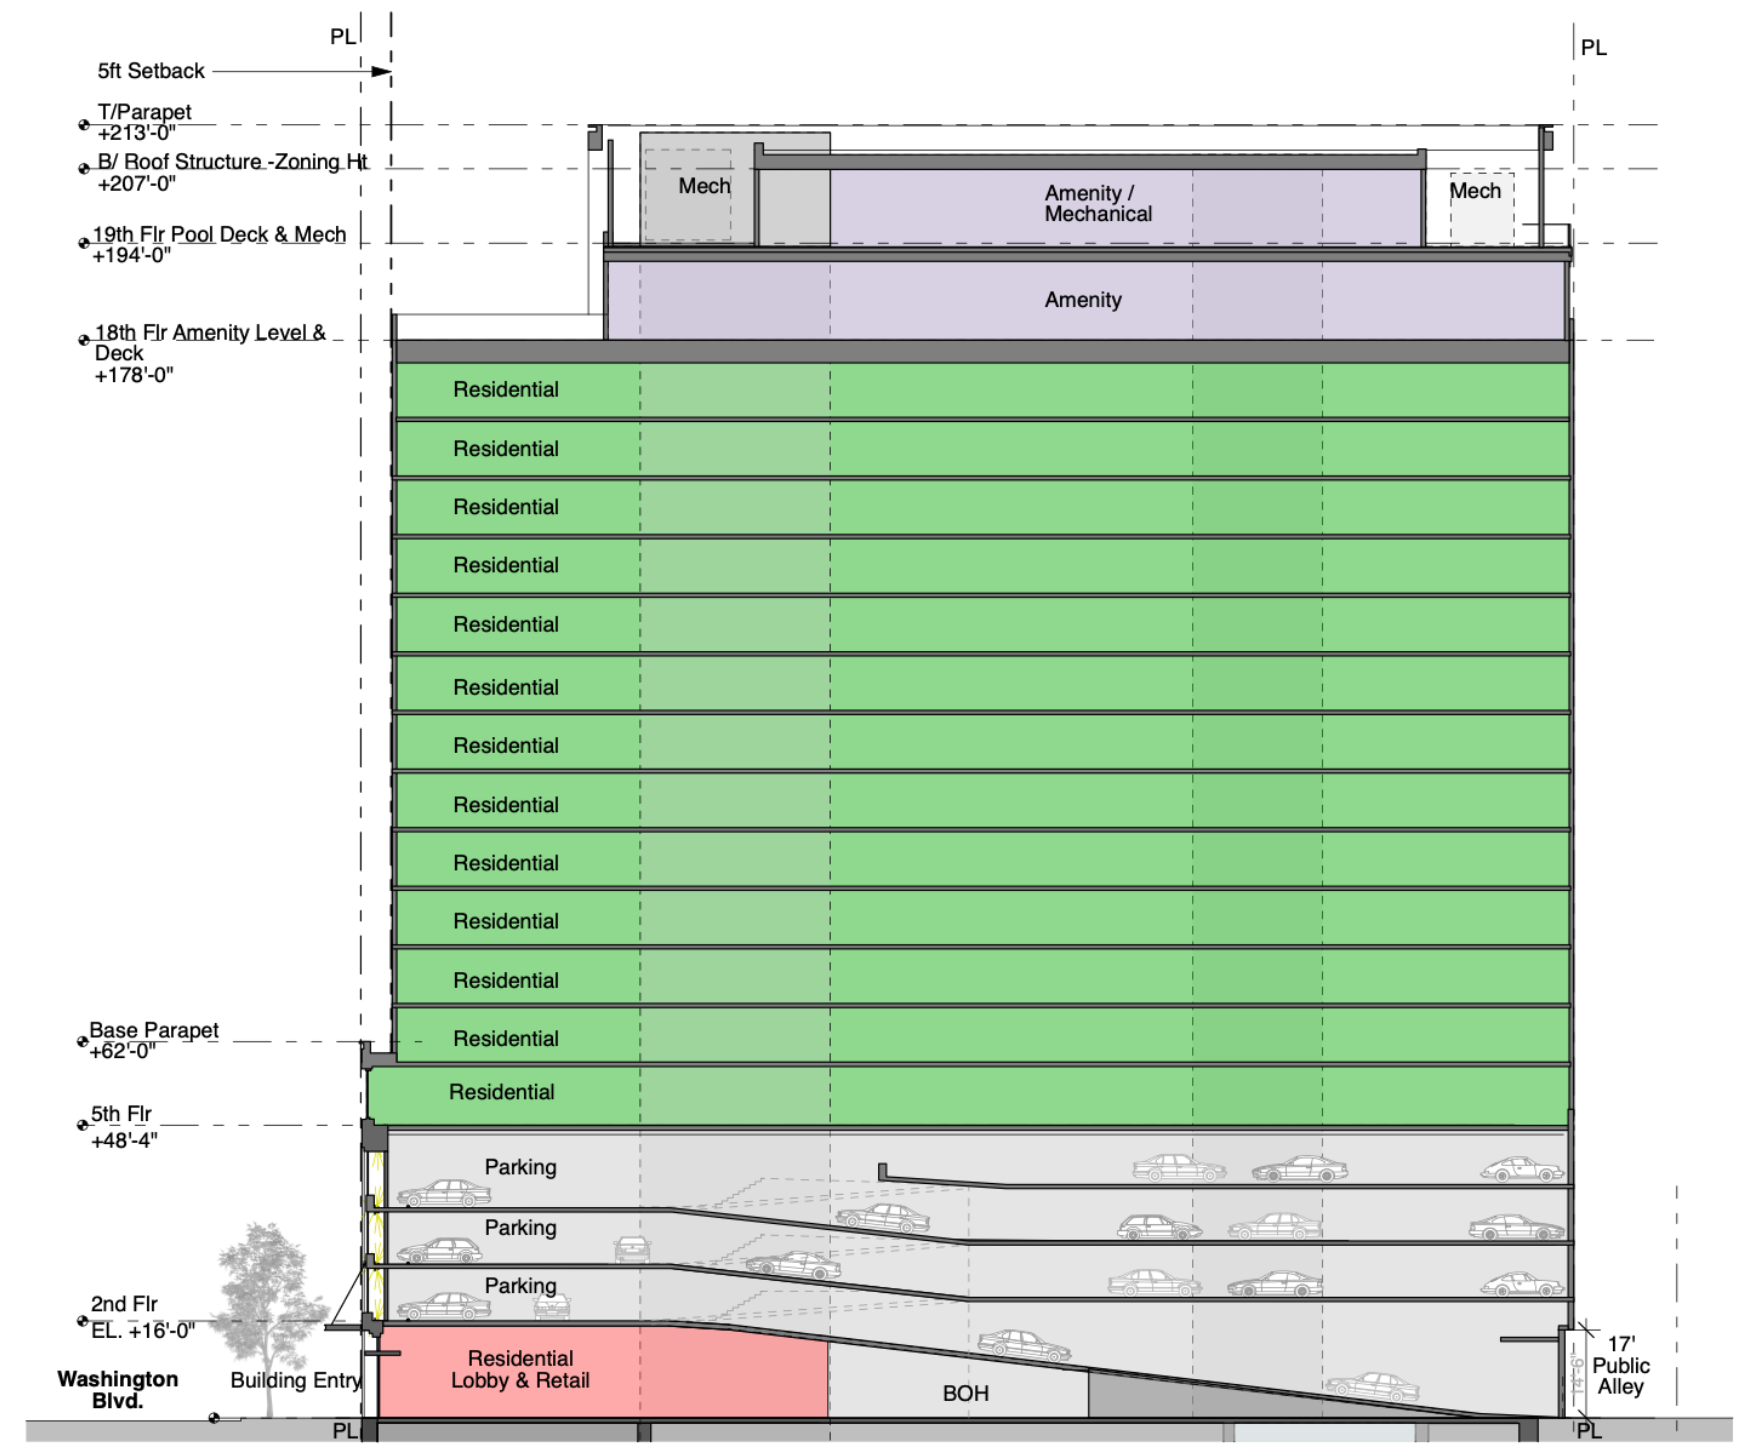 PL
PL
5ft Setback
T/Parapet
+213'-0"
B/ Roof Structure -Zoning Ht
+207'-0"
Mech
Amenity /
Mechanical
Mech
19th Flr Pool Deck & Mech
+194'-0"
Amenity
18th Flr Amenity Level &
Deck
+178'-0"
Residential
Residential
Residential
Residential
Residential
Residential
Residential
Residential
Residential
Residential
Residential
Residential
Base Parapet
+62'-0"
Residential
5th Flr
+48'-4"
Parking
Parking
Parking
2nd Flr
EL. +16'-0"
Residential
Lobby & Retail
BOH
Washington
Blvd.
Building Entry
14'-6"
17'
Public
Alley
PL
PL